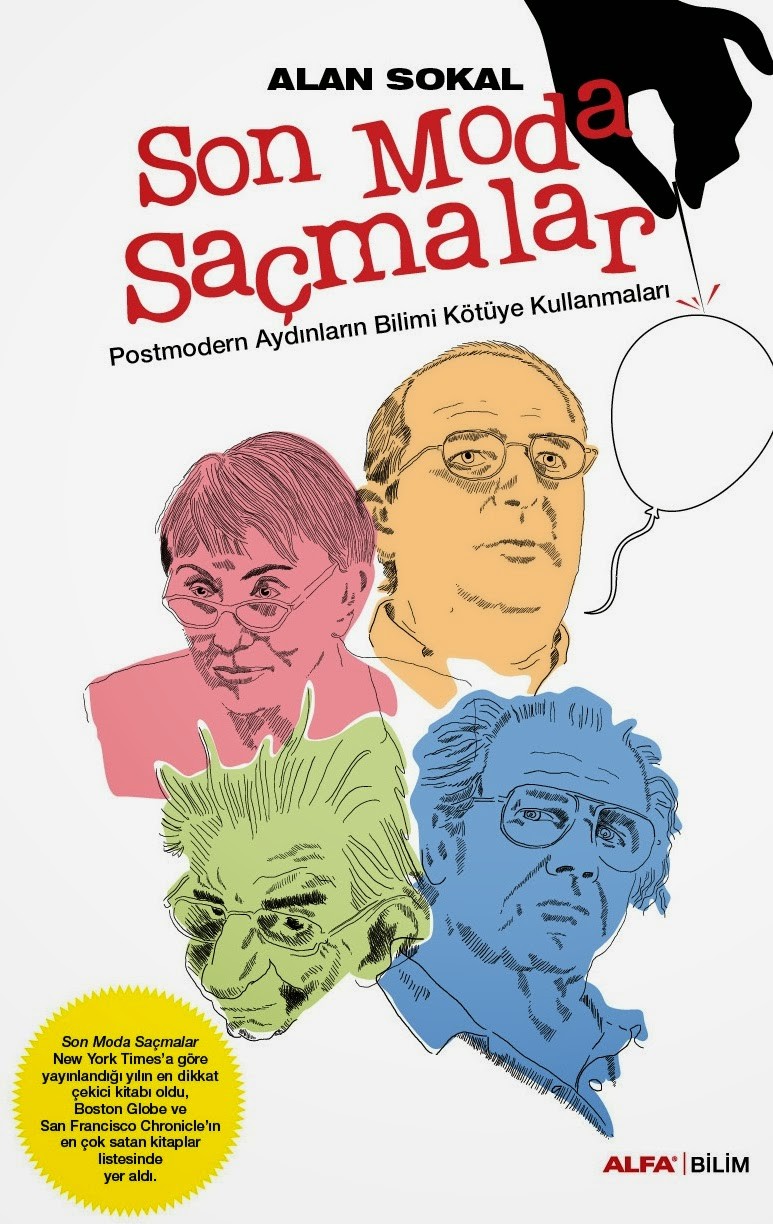 ALAN SOKAL
Son Moda
Saçmalar
Postmodern Aydınların Bilimi Kötüye Kullanmaları
Son Moda Saçmalar
New York Times'a göre
yayınlandığı yılın en dikkat
çekici kitabı oldu,
Boston Globe ve
San Francisco Chronicle'ın
en çok satan kitaplar
listesinde
yer aldı.
ALFA® | BİLİM